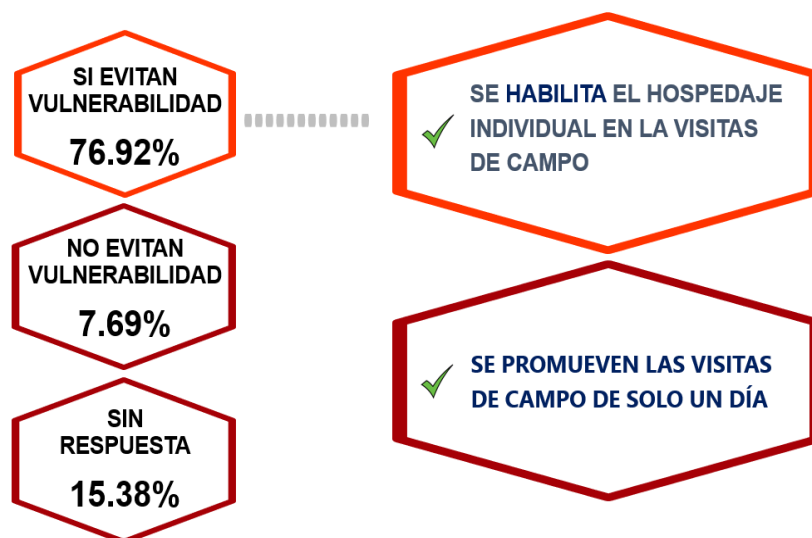 SI EVITAN
VULNERABILIDAD
76.92%
SE HABILITA EL HOSPEDAJE
INDIVIDUAL EN LA VISITAS
DE CAMPO
NO EVITAN
VULNERABILIDAD
7.69%
SE PROMUEVEN LAS VISITAS
DE CAMPO DE SOLO UN DÍA
SIN
RESPUESTA
15.38%